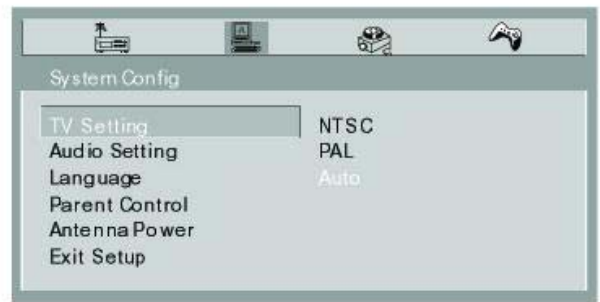 System Config
TV Setting
NTSC
Audio Setting
PAL
Language
Auto
Parent Control
Antenna Power
Exit Setup